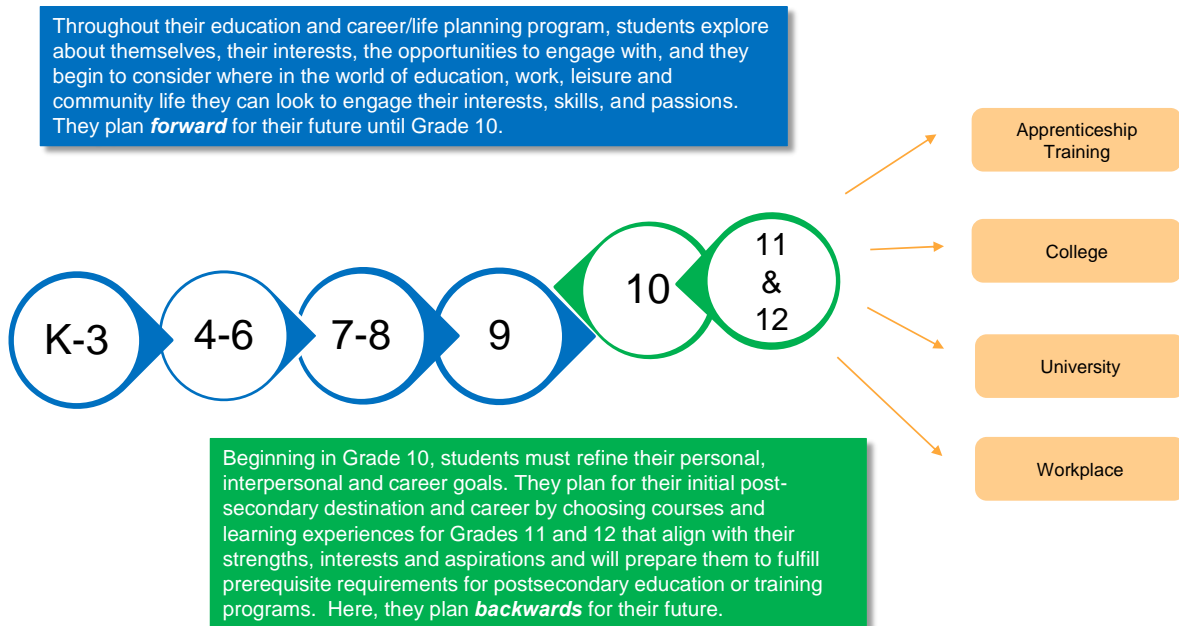 Throughout their education and career/life planning program, students explore
about themselves, their interests, the opportunities to engage with, and they
begin to consider where in the world of education, work, leisure and
community life they can look to engage their interests, skills, and passions.
They plan forward for their future until Grade 10.
Apprenticeship
Training
College
University
Workplace
K-3
4-6
7-8
9
10
11
&
12
Beginning in Grade 10, students must refine their personal,
interpersonal and career goals. They plan for their initial post-
secondary destination and career by choosing courses and
learning experiences for Grades 11 and 12 that align with their
strengths, interests and aspirations and will prepare them to fulfill
prerequisite requirements for postsecondary education or training
programs.  Here, they plan backwards for their future.